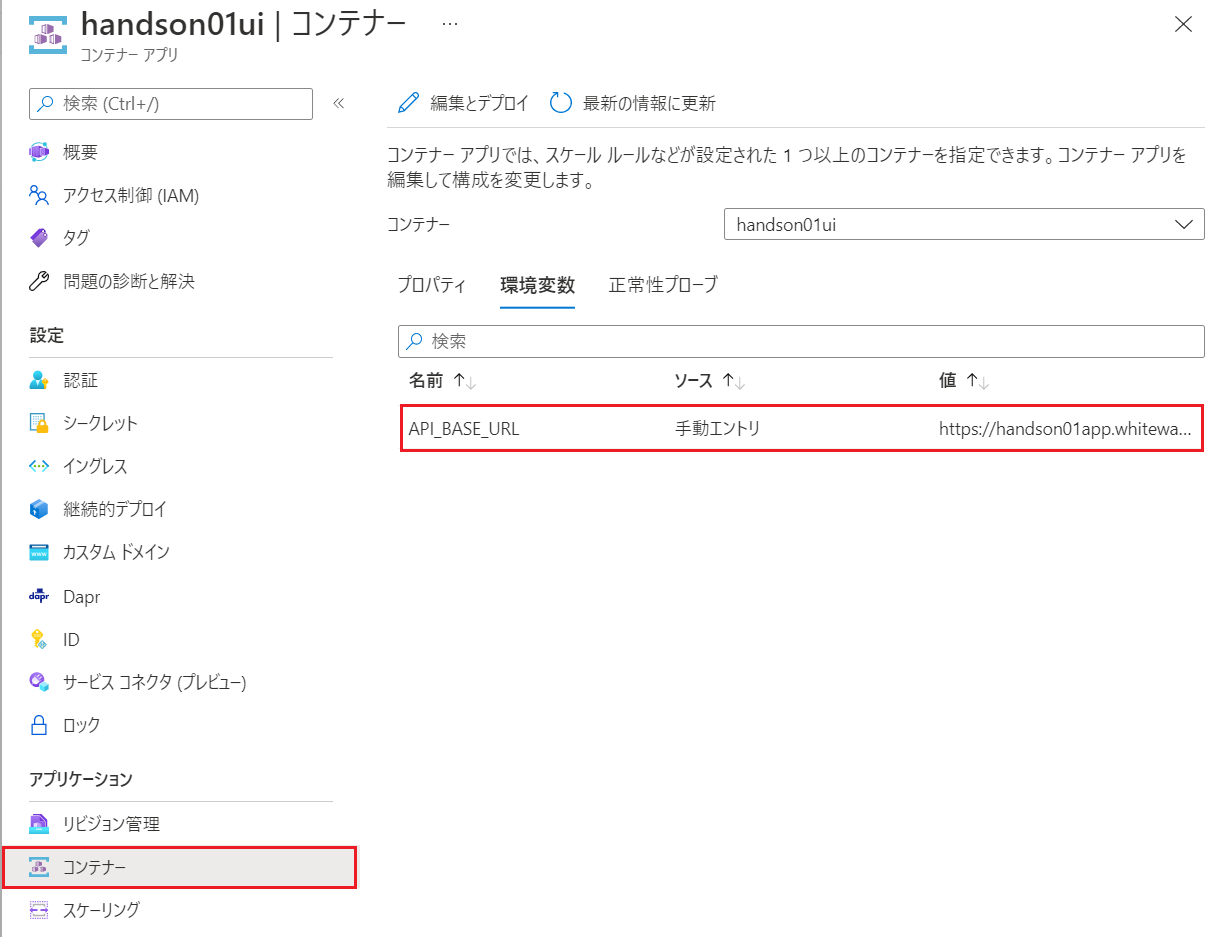 handson01ui | コンテナー …
コンテナー アプリ
検索 (Ctrl+/)
«
概要
アクセス制御 (IAM)
タグ
問題の診断と解決
設定
認証
シークレット
イングレス
継続的デプロイ
カスタム ドメイン
dapr Dapr
ID
サービス コネクタ (プレビュー)
ロック
アプリケーション
リビジョン管理
コンテナー
スケーリング
編集とデプロイ 最新の情報に更新
コンテナー アプリでは、スケール ルールなどが設定された 1 つ以上のコンテナーを指定できます。コンテナー アプリを
編集して構成を変更します。
コンテナー handson01ui
プロパティ 環境変数 正常性プローブ
検索
名前 ↑↓ ソース ↑↓ 値 ↑↓
API_BASE_URL 手動エントリ https://handson01app.whitewa...